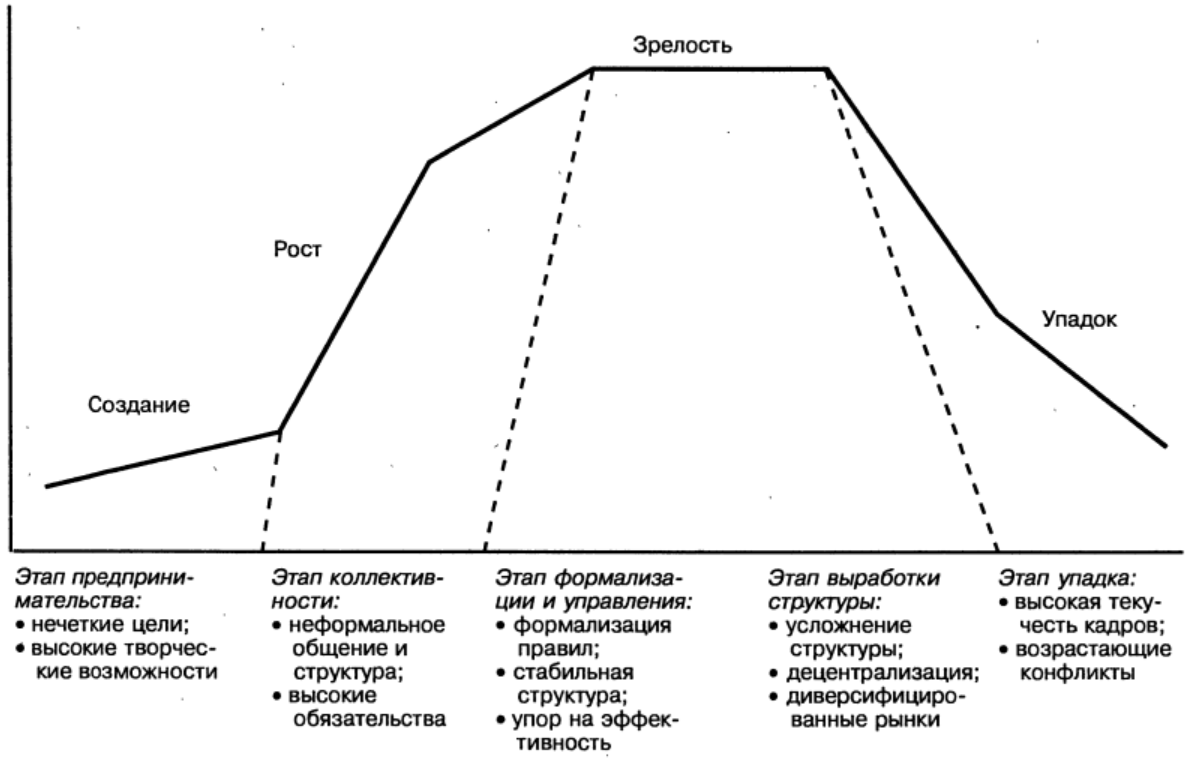 Зрелость
Рост
Упадок
Создание
Этап предприни-
мательства:
• нечеткие цели;
• высокие творчес-
кие возможности
Этап коллектив-
ности:
• неформальное
общение и
структура;
• высокие
обязательства
Этап формализа-
ции и управления:
• формализация
правил;
• стабильная
структура;
• упор на эффек-
тивность
Этап выработки
структуры:
• усложнение
структуры;
• децентрализация;
• диверсифициро-
ванные рынки
Этап упадка:
• высокая теку-
честь кадров;
• возрастающие
конфликты